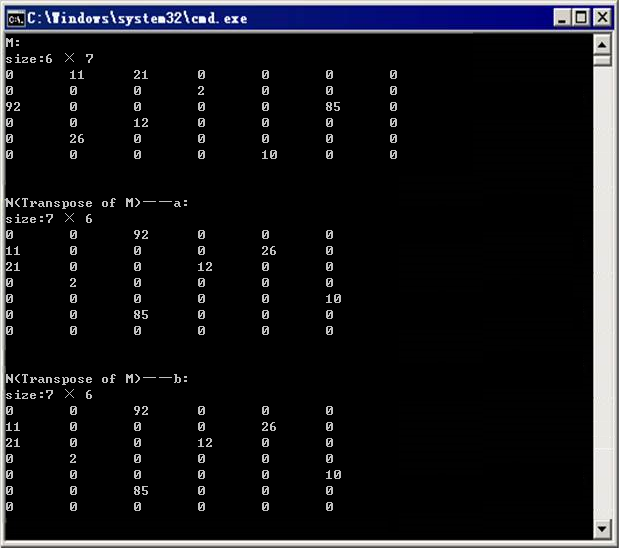 C:\Windows\system32\cmd.exe
M:
size:6 × 7
0 11 21 0 0 0 0
0 0 0 2 0 0 0
92 0 0 0 0 85 0
0 0 12 0 0 0 0
0 26 0 0 0 0 0
0 0 0 0 10 0 0
N(Transpose of M)——a:
size:7 × 6
0 0 92 0 0 0
11 0 0 0 26 0
21 0 0 12 0 0
0 2 0 0 0 0
0 0 0 0 0 10
0 0 85 0 0 0
0 0 0 0 0 0
N(Transpose of M)——b:
size:7 × 6
0 0 92 0 0 0
11 0 0 0 26 0
21 0 0 12 0 0
0 2 0 0 0 0
0 0 0 0 0 10
0 0 85 0 0 0
0 0 0 0 0 0